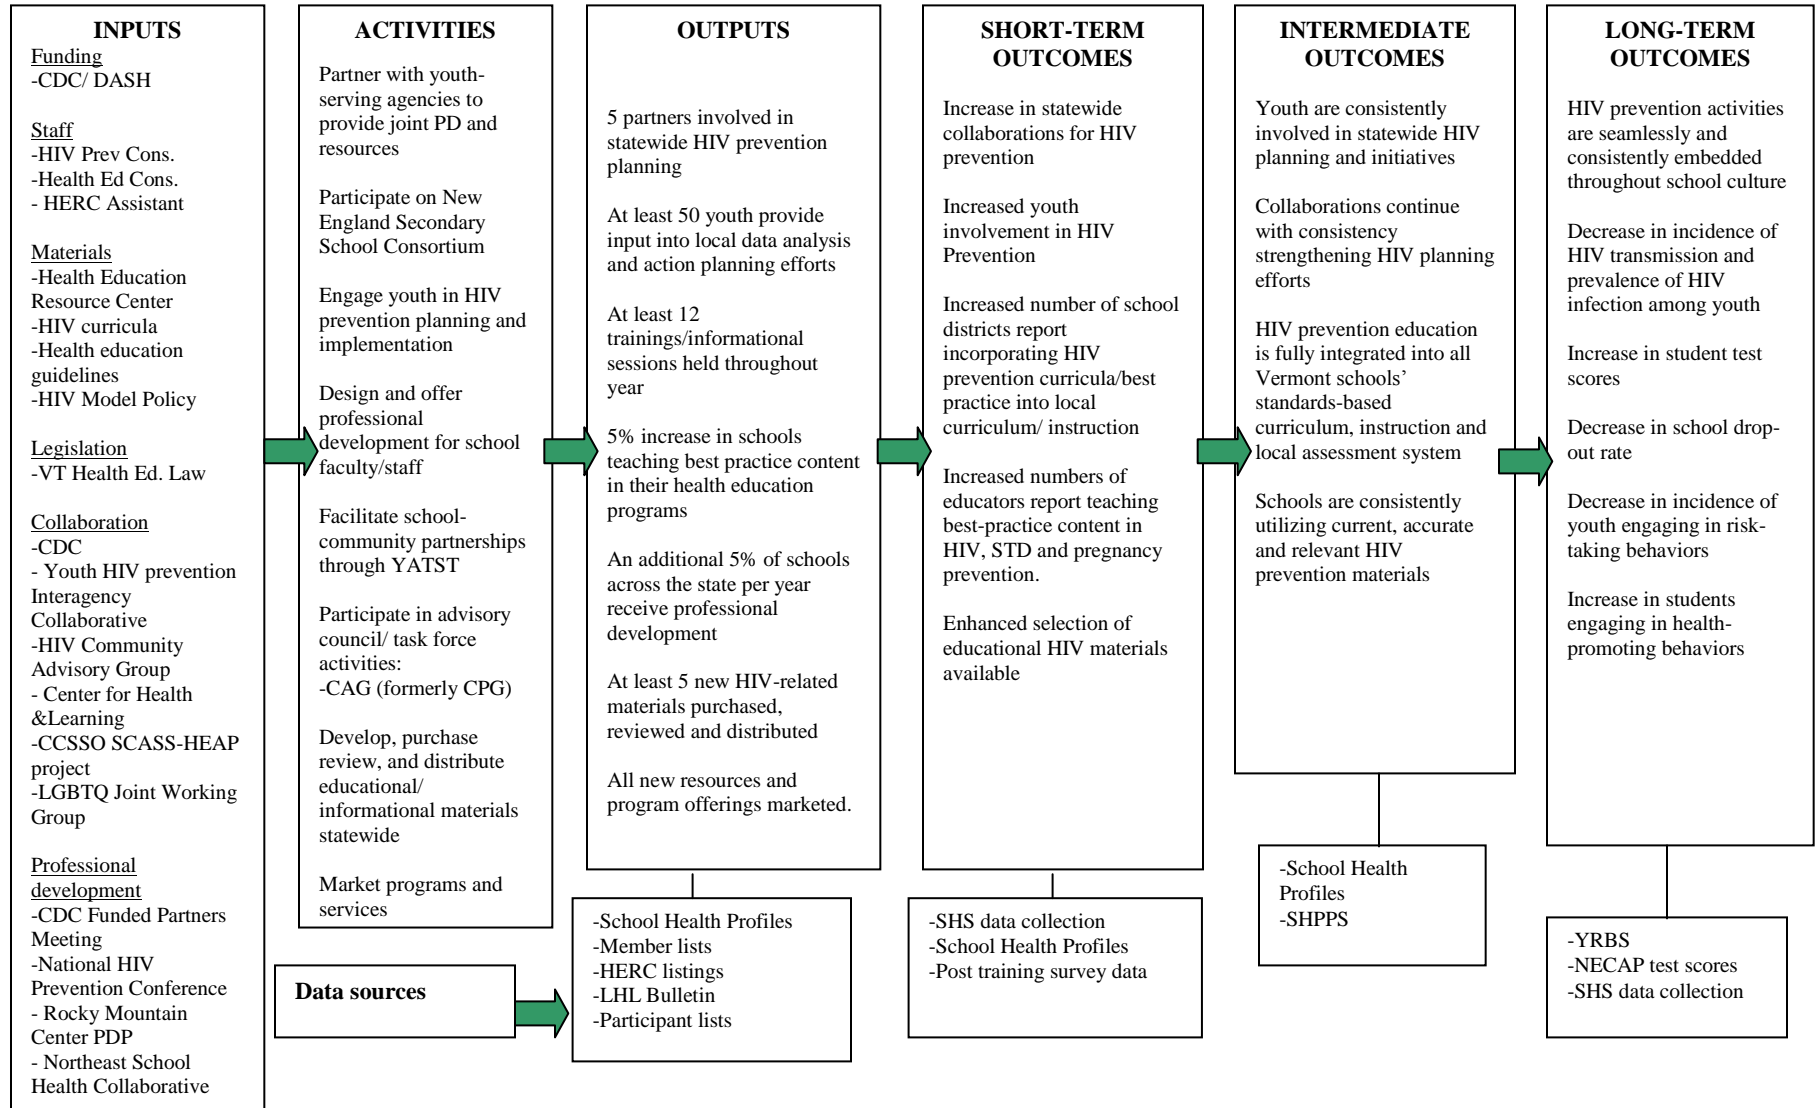 INPUTS
Funding
-CDC/ DASH
Staff
-HIV Prev Cons.
-Health Ed Cons.
- HERC Assistant
Materials
-Health Education
Resource Center
-HIV curricula
-Health education
guidelines
-HIV Model Policy
Legislation
-VT Health Ed. Law
Collaboration
-CDC
- Youth HIV prevention
Interagency
Collaborative
-HIV Community
Advisory Group
- Center for Health
&Learning
-CCSSO SCASS-HEAP
project
-LGBTQ Joint Working
Group
Professional
development
-CDC Funded Partners
Meeting
-National HIV
Prevention Conference
- Rocky Mountain
Center PDP
- Northeast School
Health Collaborative
ACTIVITIES
Partner with youth-
serving agencies to
provide joint PD and
resources
Participate on New
England Secondary
School Consortium
Engage youth in HIV
prevention planning and
implementation
Design and offer
professional
development for school
faculty/staff
Facilitate school-
community partnerships
through YATST
Participate in advisory
council/ task force
activities:
-CAG (formerly CPG)
Develop, purchase
review, and distribute
educational/
informational materials
statewide
Market programs and
services
OUTPUTS
5 partners involved in
statewide HIV prevention
planning
At least 50 youth provide
input into local data analysis
and action planning efforts
At least 12
trainings/informational
sessions held throughout
year
5% increase in schools
teaching best practice content
in their health education
programs
An additional 5% of schools
across the state per year
receive professional
development
At least 5 new HIV-related
materials purchased,
reviewed and distributed
All new resources and
program offerings marketed.
SHORT-TERM
OUTCOMES
Increase in statewide
collaborations for HIV
prevention
Increased youth
involvement in HIV
Prevention
Increased number of school
districts report
incorporating HIV
prevention curricula/best
practice into local
curriculum/ instruction
Increased numbers of
educators report teaching
best-practice content in
HIV, STD and pregnancy
prevention.
Enhanced selection of
educational HIV materials
available
INTERMEDIATE
OUTCOMES
Youth are consistently
involved in statewide HIV
planning and initiatives
Collaborations continue
with consistency
strengthening HIV planning
efforts
HIV prevention education
is fully integrated into all
Vermont schools’
standards-based
curriculum, instruction and
local assessment system
Schools are consistently
utilizing current, accurate
and relevant HIV
prevention materials
LONG-TERM
OUTCOMES
HIV prevention activities
are seamlessly and
consistently embedded
throughout school culture
Decrease in incidence of
HIV transmission and
prevalence of HIV
infection among youth
Increase in student test
scores
Decrease in school drop-
out rate
Decrease in incidence of
youth engaging in risk-
taking behaviors
Increase in students
engaging in health-
promoting behaviors
Data sources
-School Health Profiles
-Member lists
-HERC listings
-LHL Bulletin
-Participant lists
-SHS data collection
-School Health Profiles
-Post training survey data
-School Health
Profiles
-SHPPS
-YRBS
-NECAP test scores
-SHS data collection